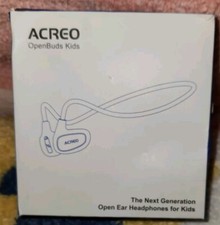 ACREO
OpenBuds Kids
ACREO
The Next Generation
Open Ear Headphones for Kids